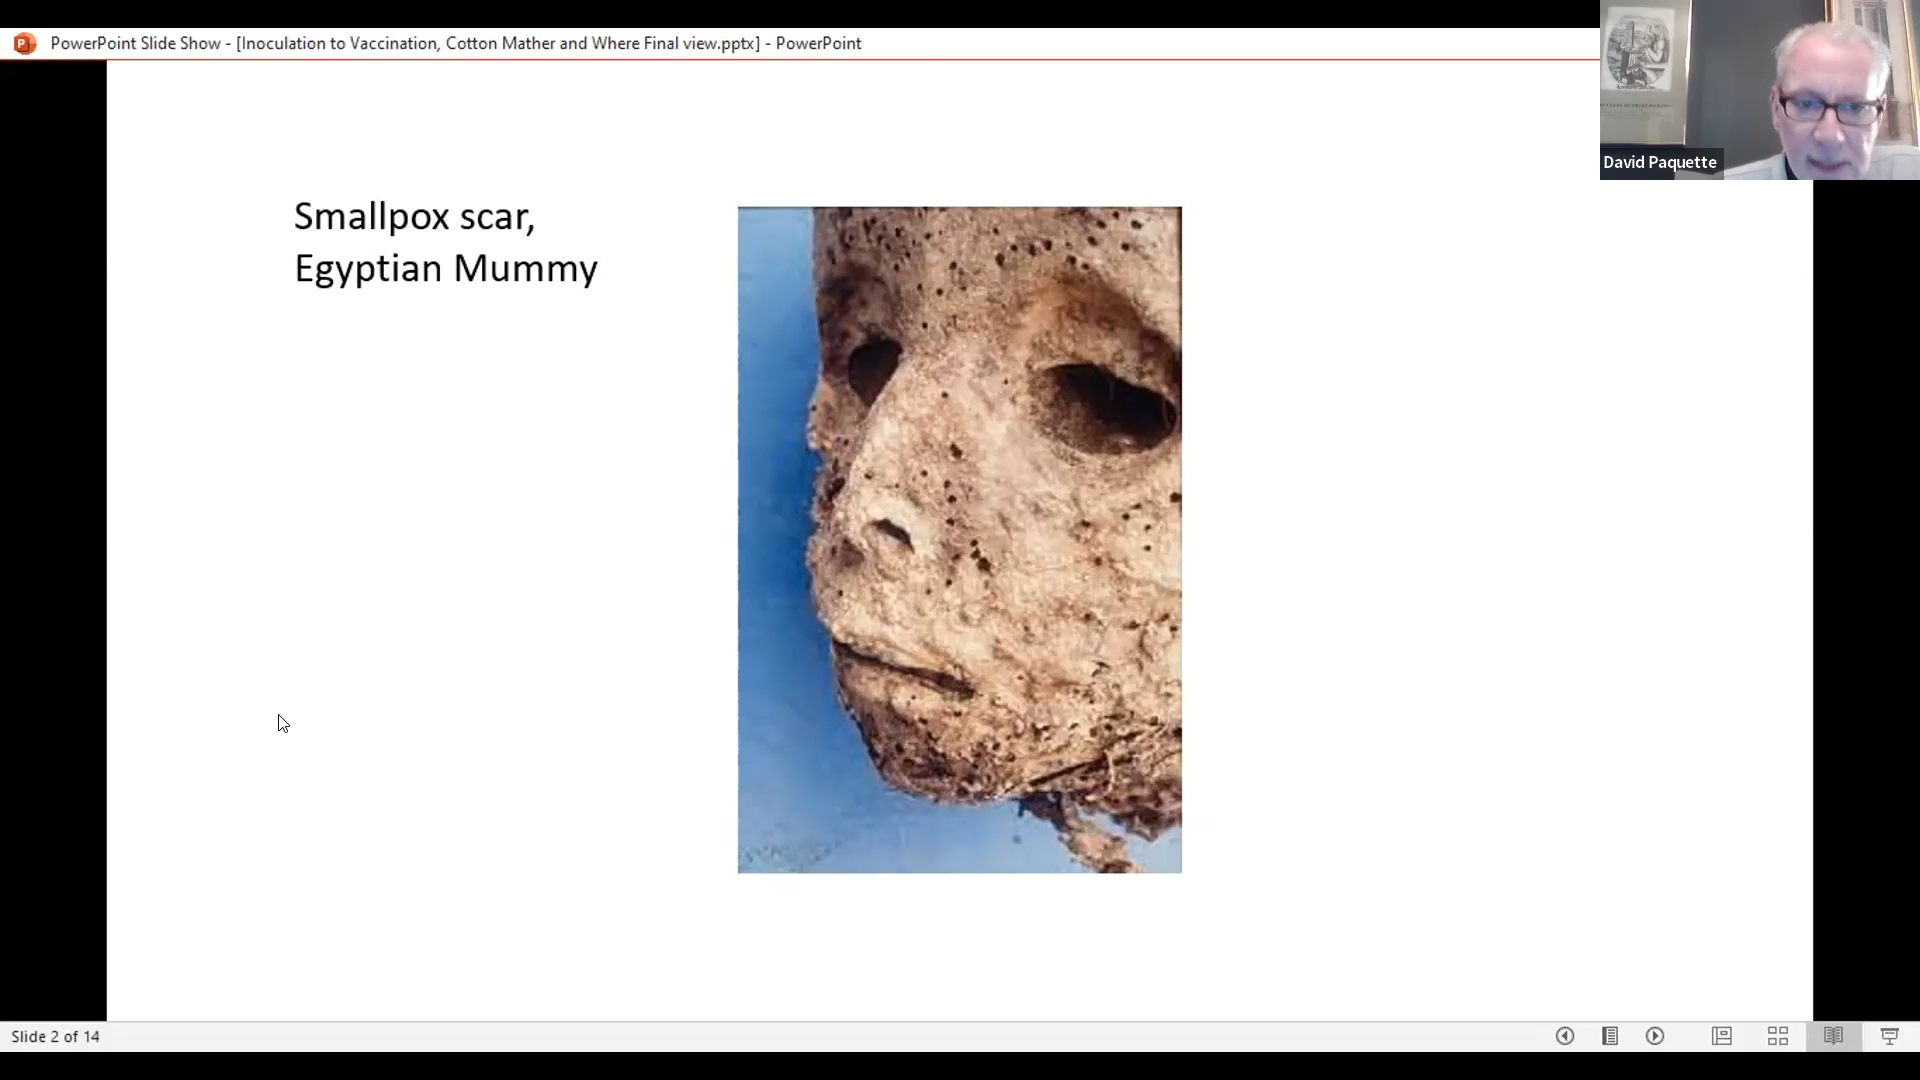 PowerPoint Slide Show - [Inoculation to Vaccination, Cotton Mather and Where Final view.pptx] - PowerPoint
David Paquette
Smallpox scar,
Egyptian Mummy
Slide 2 of 14